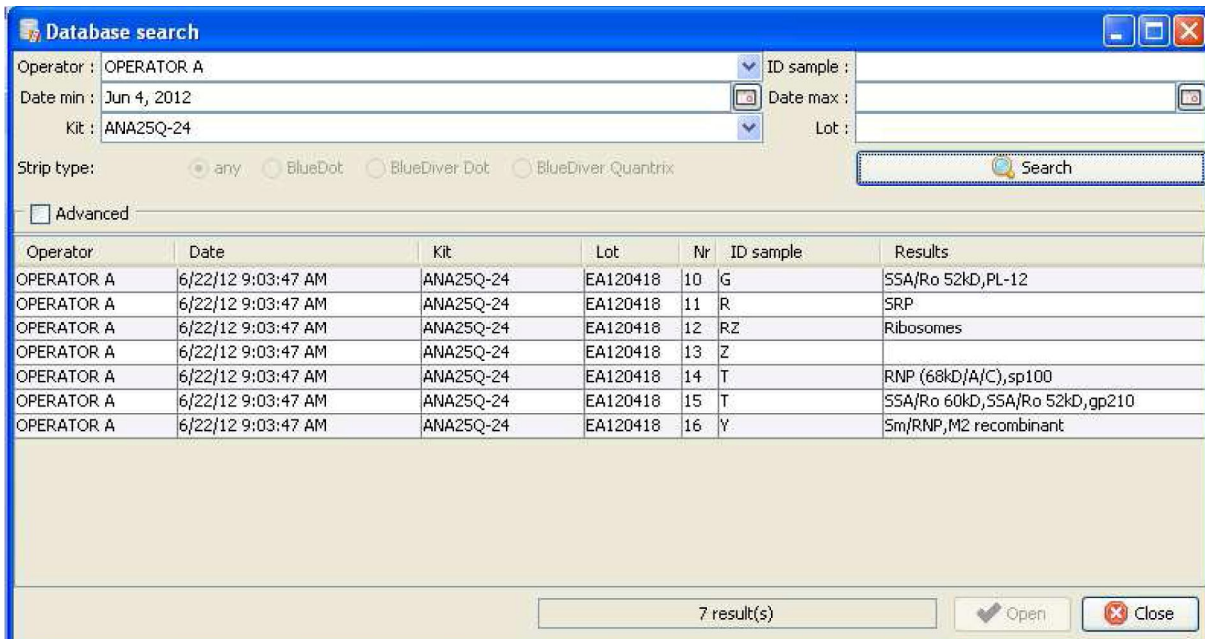 Database search
Operator : OPERATOR A ID sample :
Date min : Jun 4, 2012 Date max :
Kit : ANA25Q-24 Lot :
Strip type: any BlueDot BlueDiver Dot BlueDiver Quantrix Search
Advanced
Operator Date Kit Lot Nr ID sample Results
OPERATOR A 6/22/12 9:03:47 AM ANA25Q-24 EA120418 10 G SSA/Ro 52kD,PL-12
OPERATOR A 6/22/12 9:03:47 AM ANA25Q-24 EA120418 11 R SRP
OPERATOR A 6/22/12 9:03:47 AM ANA25Q-24 EA120418 12 RZ Ribosomes
OPERATOR A 6/22/12 9:03:47 AM ANA25Q-24 EA120418 13 Z
OPERATOR A 6/22/12 9:03:47 AM ANA25Q-24 EA120418 14 T RNP (68kD/A/C),sp100
OPERATOR A 6/22/12 9:03:47 AM ANA25Q-24 EA120418 15 T SSA/Ro 60kD,SSA/Ro 52kD,gp210
OPERATOR A 6/22/12 9:03:47 AM ANA25Q-24 EA120418 16 Y Sm/RNP,M2 recombinant
7 result(s) Open Close